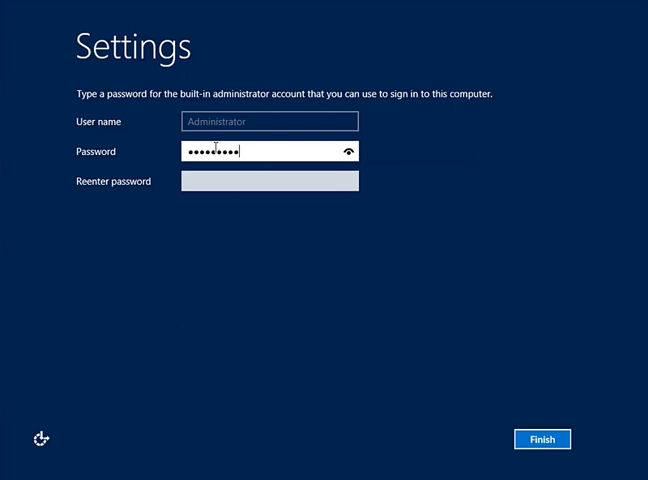 Settings
Type a password for the built-in administrator account that you can use to sign in to this computer.
User name Administrator
Password •••••••••
Reenter password
Finish